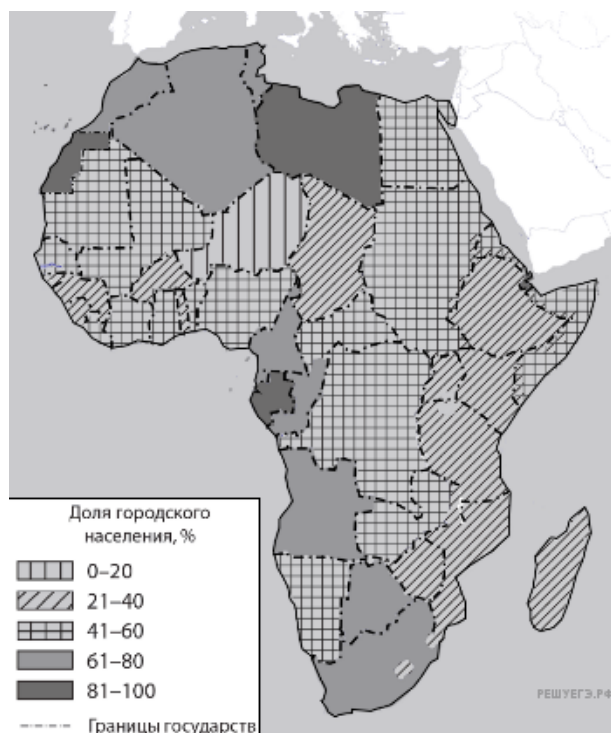 Доля городского
населения, %
0–20
21–40
41–60
61–80
81–100
Границы государств
РЕШУЕГЭ.РФ